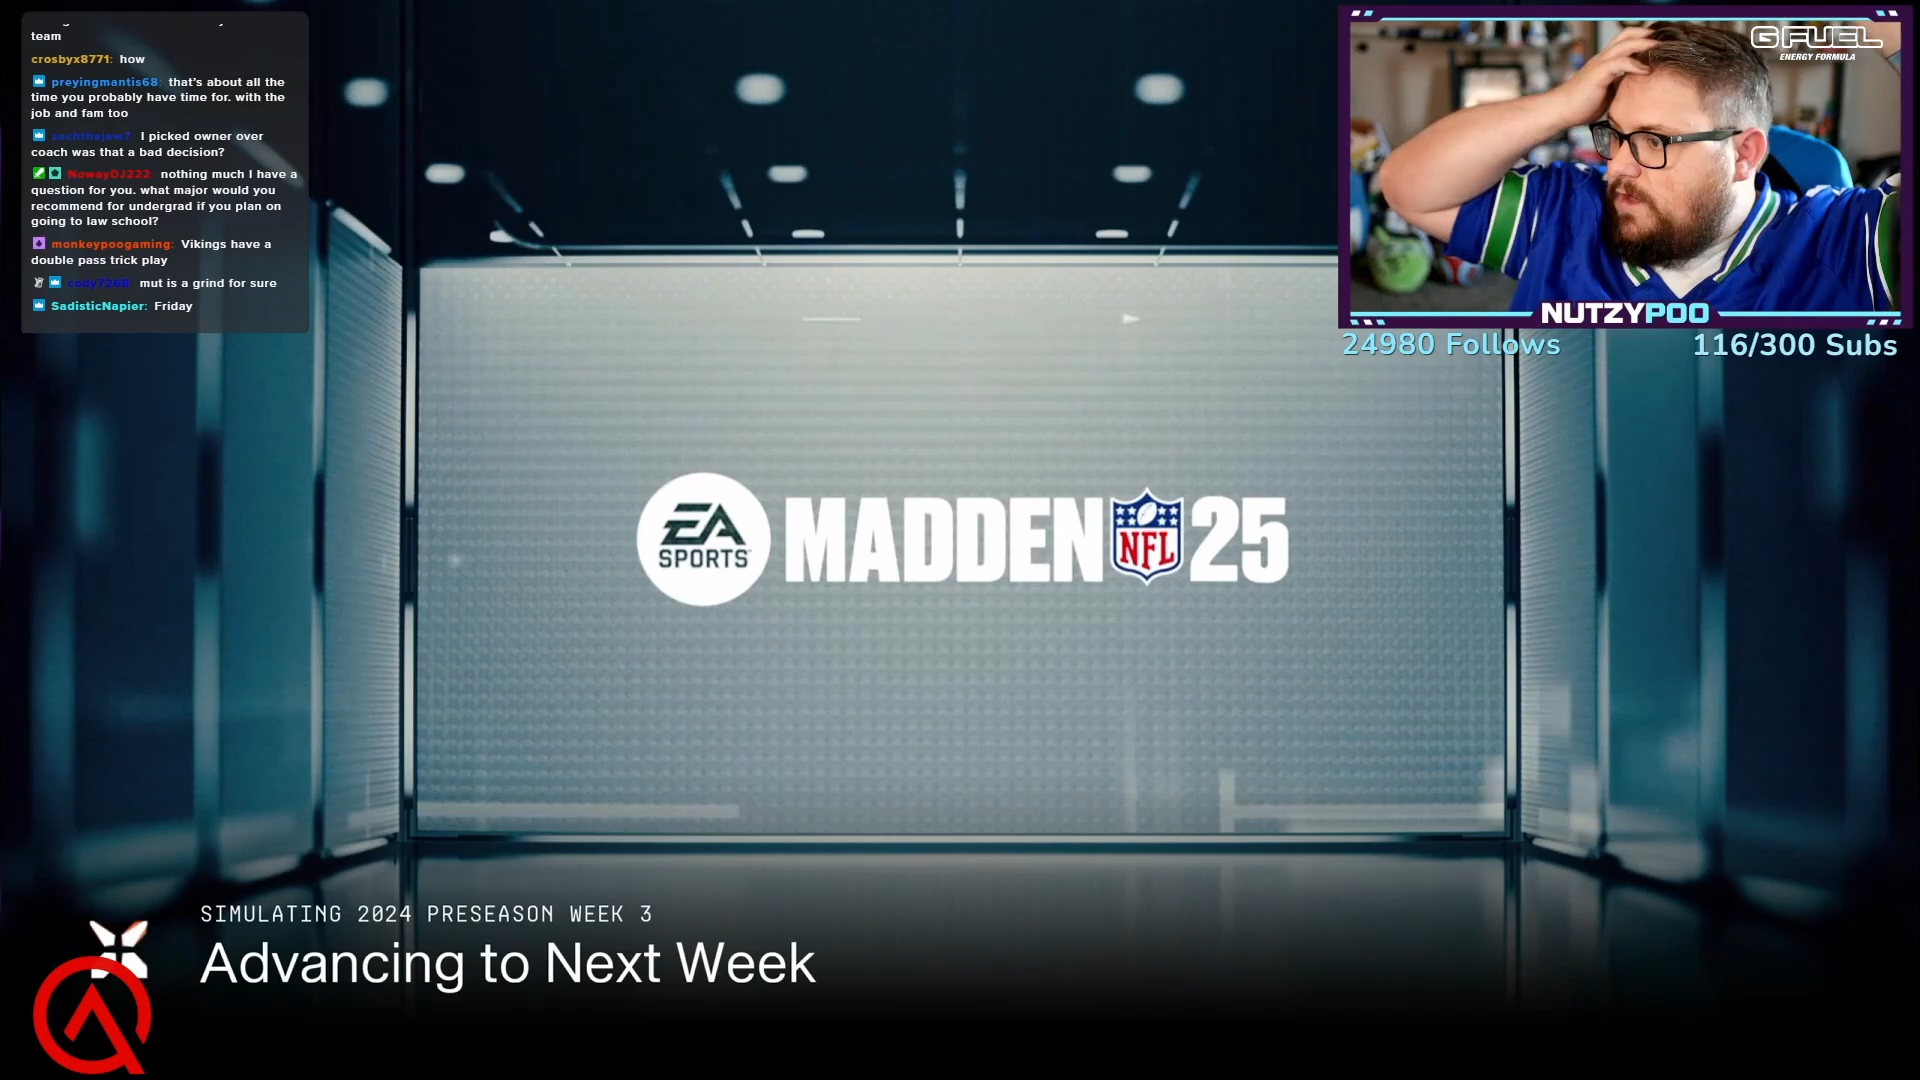 team
crosbyx8771: how
preyingmantis68: that's about all the
time you probably have time for. with the
job and fam too
zachthejew7: I picked owner over
coach was that a bad decision?
NowayDJ222: nothing much I have a
question for you. what major would you
recommend for undergrad if you plan on
going to law school?
monkeypoogaming: Vikings have a
double pass trick play
cody7268: mut is a grind for sure
SadisticNapier: Friday
G FUEL
ENERGY FORMULA
NUTZYPOO
24980 Follows
116/300 Subs
EA
SPORTS
MADDEN NFL 25
SIMULATING 2024 PRESEASON WEEK 3
Advancing to Next Week